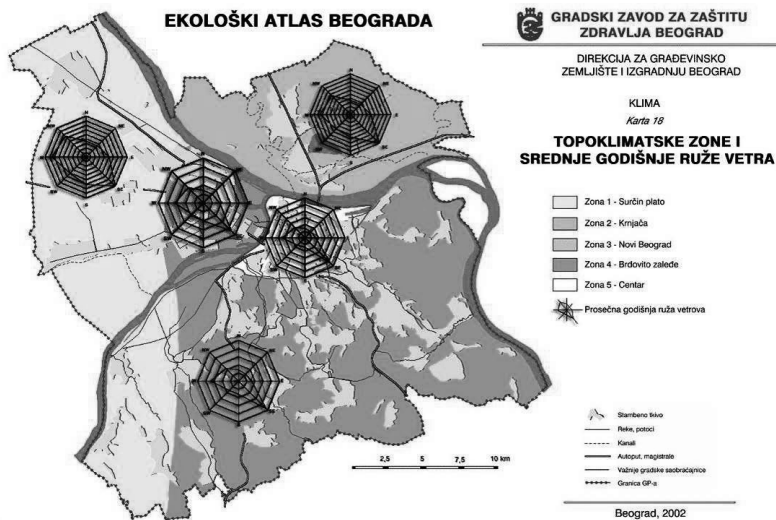 EKOLOŠKI ATLAS BEOGRADA
GRADSKI ZAVOD ZA ZAŠTITU
ZDRAVLJA BEOGRAD
DIREKCIJA ZA GRAĐEVINSKO
ZEMLJIŠTE I IZGRADNJU BEOGRAD
KLIMA
Karta 18
TOPOKLIMATSKE ZONE I
SREDNJE GODIŠNJE RUŽE VETRA
Zona 1 - Surčin plato
Zona 2 - Krnjača
Zona 3 - Novi Beograd
Zona 4 - Brdovito zaleđe
Zona 5 - Centar
Prosečna godišnja ruža vetrova
Stambeno tkivo
Reke, potoci
Kanali
Autoput, magistrale
Važnije gradske saobraćajnice
Granica GP-a
2,5 5 7,5 10 km
Beograd, 2002